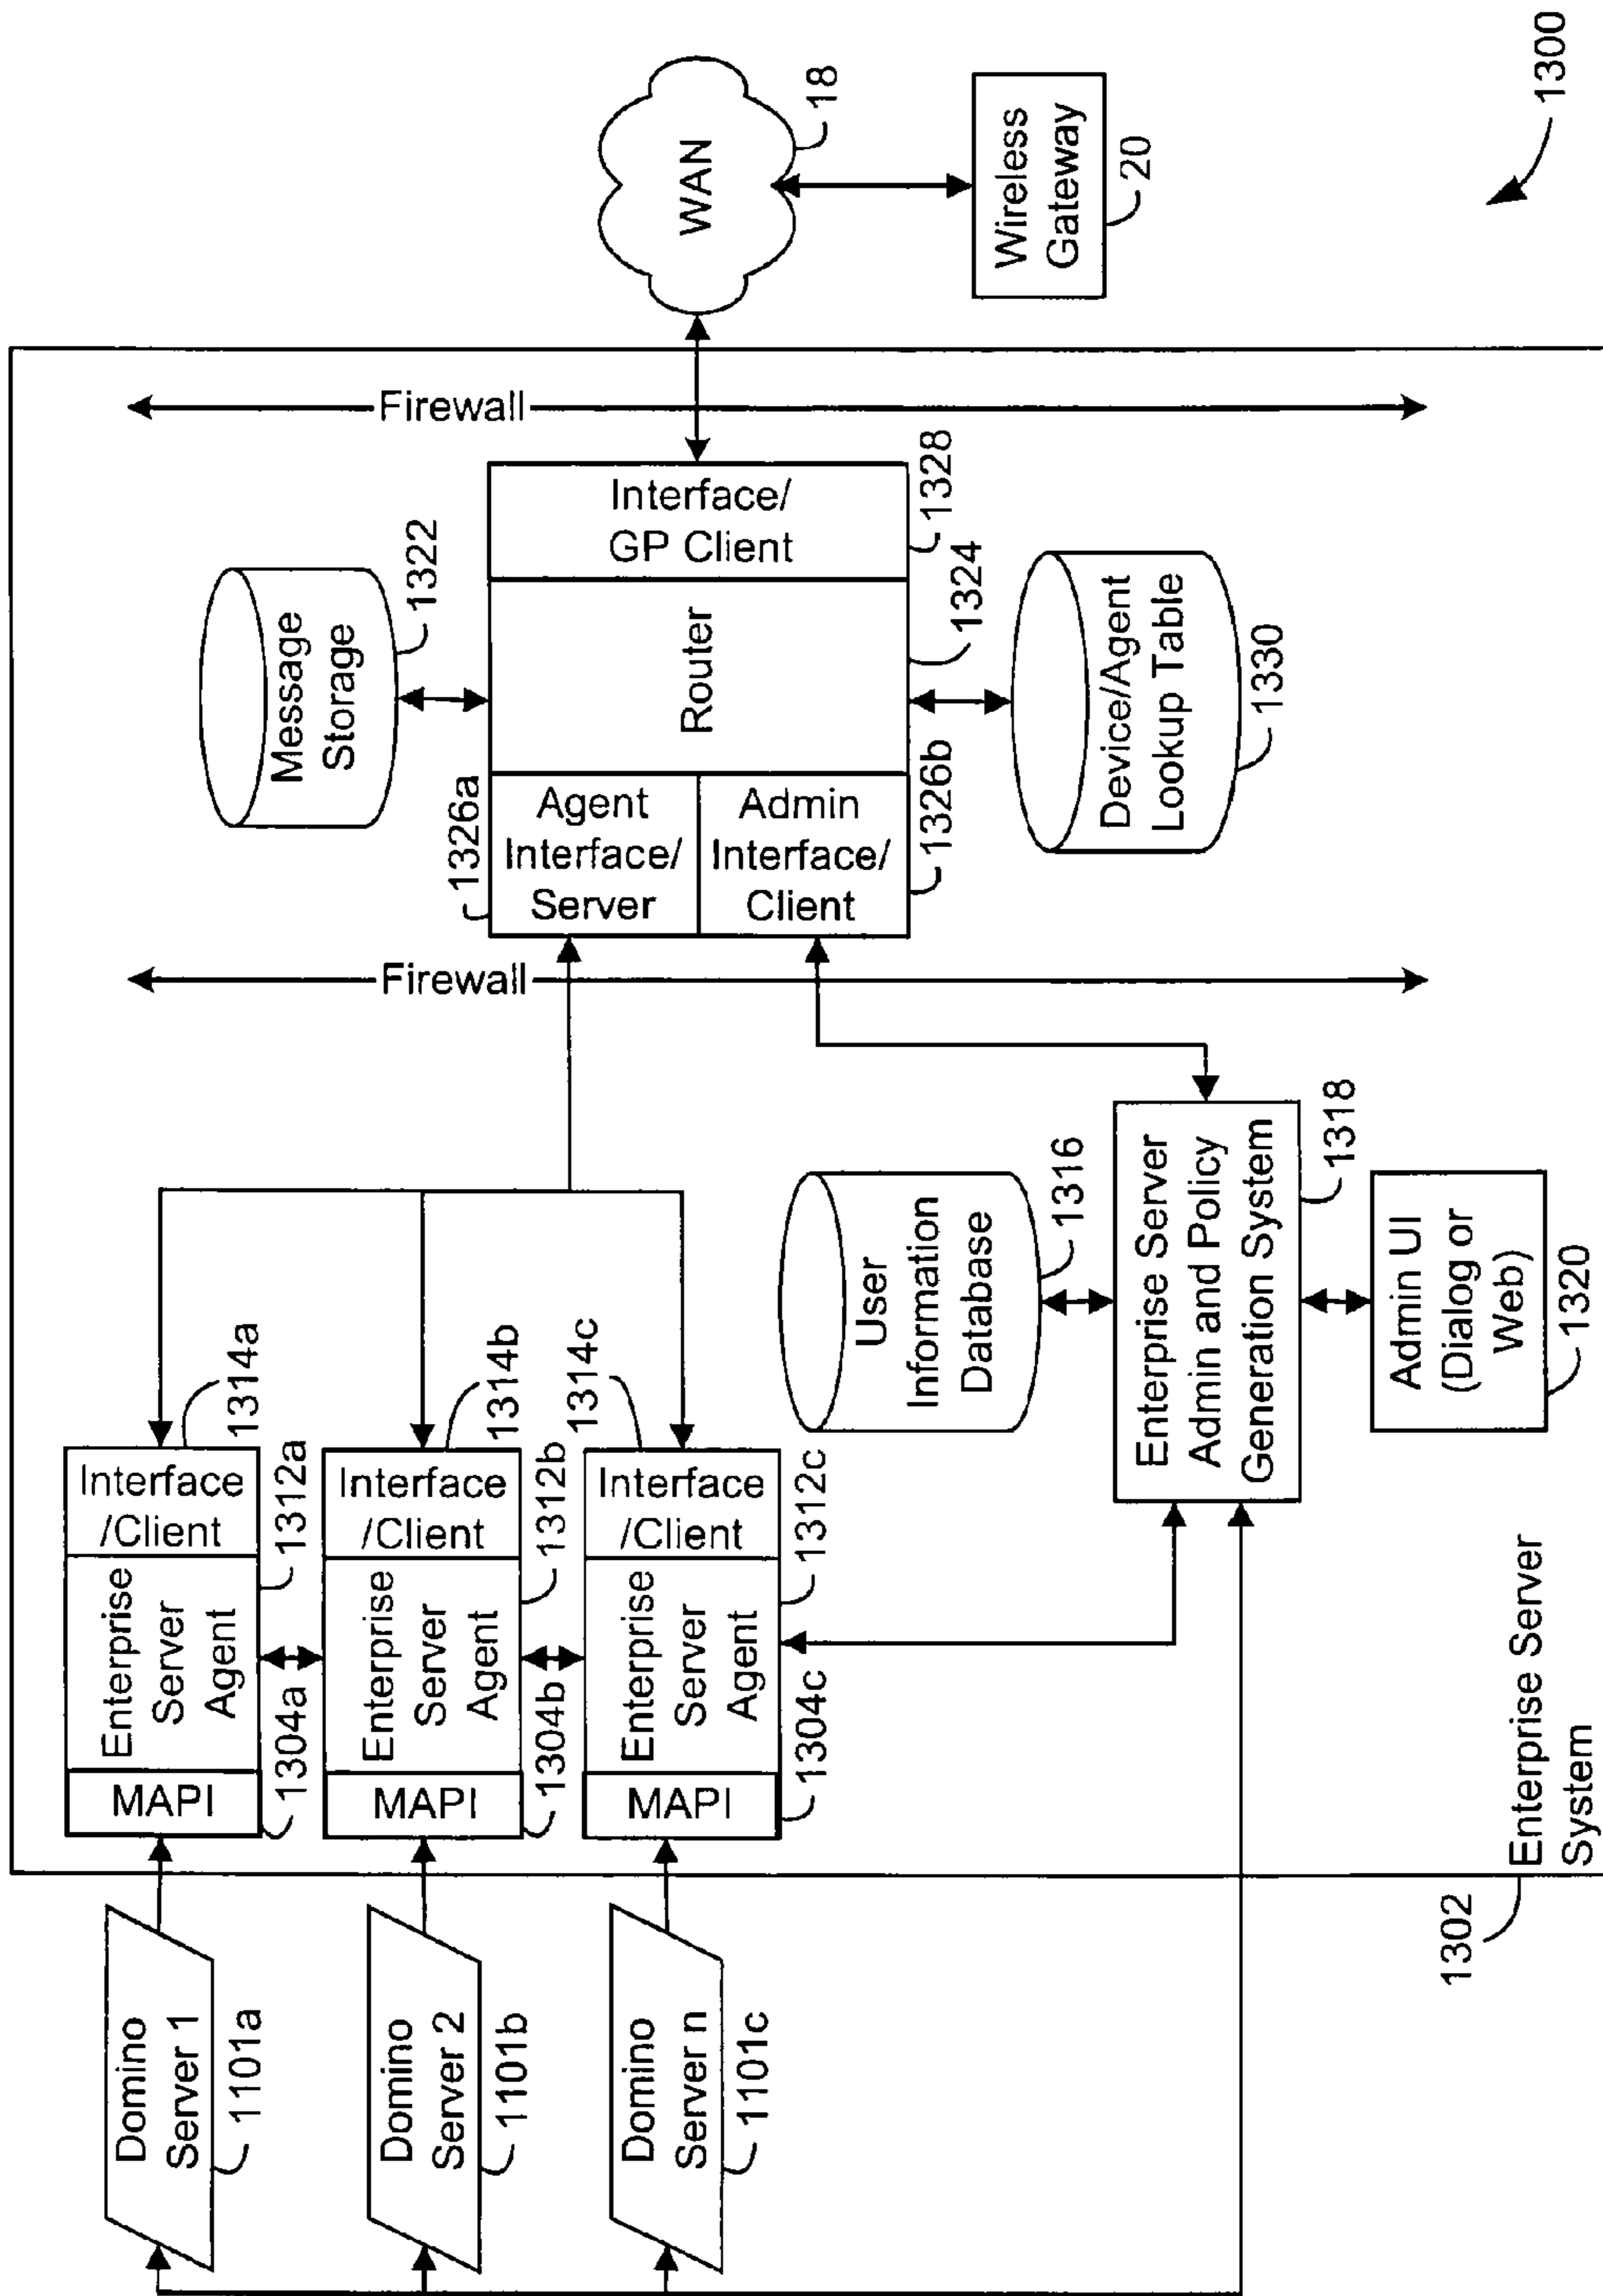 Domino
Server 1
1101a
Domino
Server 2
1101b
Domino
Server n
1101c
MAPI
Enterprise
Server
Agent
Interface
/Client
1304a
1312a
1314a
MAPI
Enterprise
Server
Agent
Interface
/Client
1304b
1312b
1314b
MAPI
Enterprise
Server
Agent
Interface
/Client
1304c
1312c
1314c
User
Information
Database
1316
Enterprise Server
Admin and Policy
Generation System
1318
Admin UI
(Dialog or
Web)
1320
Enterprise Server
System
1302
Firewall
Message
Storage
1322
1326a
Agent
Interface/
Server
Admin
Interface/
Client
1326b
Router
1324
Interface/
GP Client
1328
Device/Agent
Lookup Table
1330
Firewall
WAN
18
Wireless
Gateway
20
1300